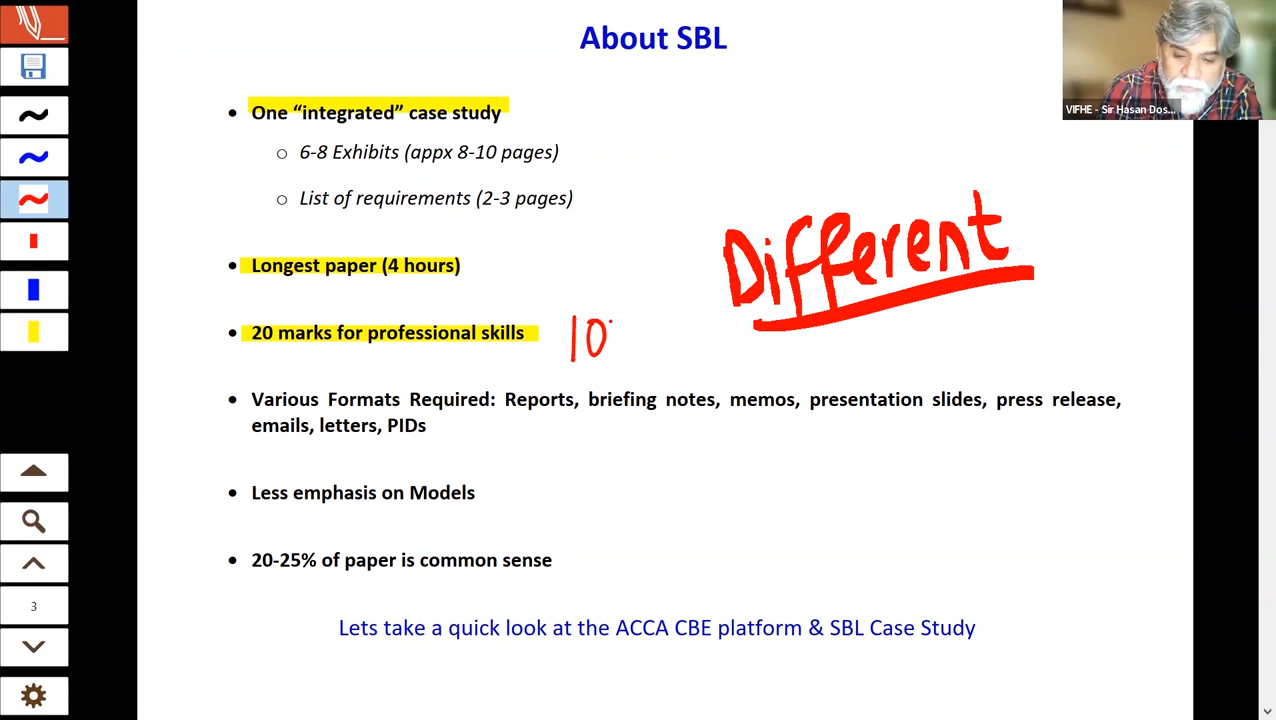 About SBL
VIFHE - Sir Hasan Dos...
• One “integrated” case study
o 6-8 Exhibits (appx 8-10 pages)
o List of requirements (2-3 pages)
Different
• Longest paper (4 hours)
• 20 marks for professional skills 10
• Various Formats Required: Reports, briefing notes, memos, presentation slides, press release,
emails, letters, PIDs
• Less emphasis on Models
• 20-25% of paper is common sense
3
Lets take a quick look at the ACCA CBE platform & SBL Case Study